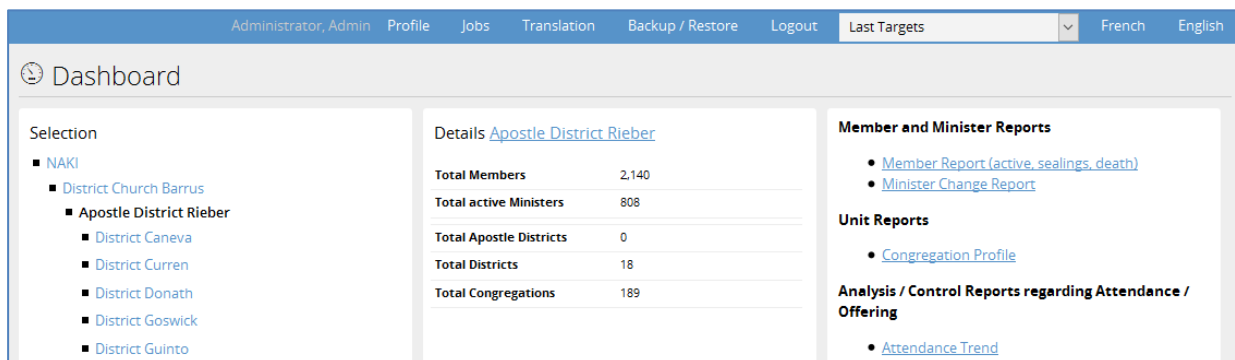 Administrator, Admin Profile Jobs Translation Backup / Restore Logout Last Targets French English
Dashboard
Selection
NAKI
District Church Barrus
Apostle District Rieber
District Caneva
District Curren
District Donath
District Goswick
District Guinto
Details Apostle District Rieber
Total Members 2,140
Total active Ministers 808
Total Apostle Districts 0
Total Districts 18
Total Congregations 189
Member and Minister Reports
Member Report (active, sealings, death)
Minister Change Report
Unit Reports
Congregation Profile
Analysis / Control Reports regarding Attendance /
Offering
Attendance Trend